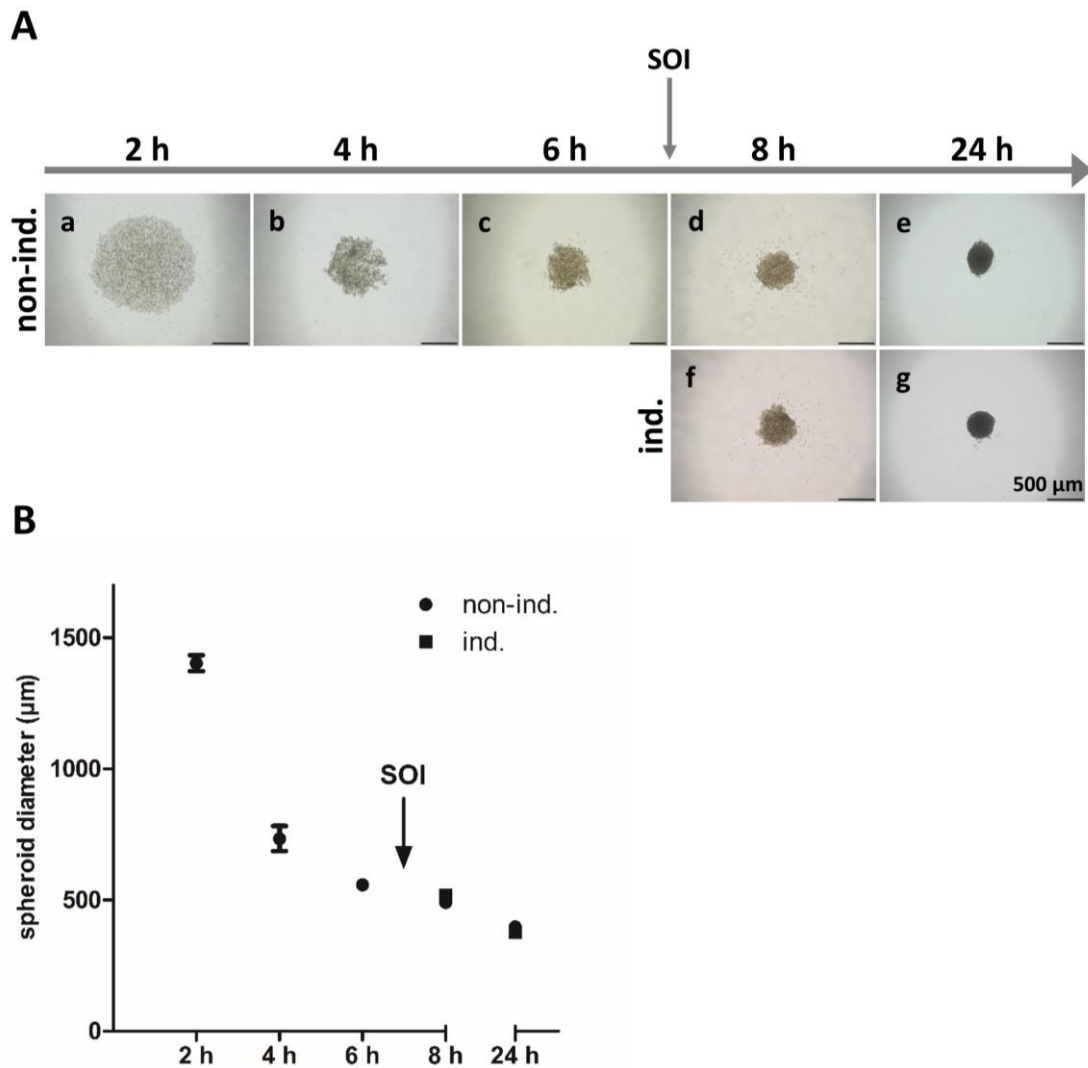 A
SOI
2 h 4 h 6 h 8 h 24 h
non-ind.
a b c d e
ind.
f g
500 µm
B
non-ind.
ind.
1500
SOI
1000
500
0
spheroid diameter (µm)
2 h 4 h 6 h 8 h 24 h